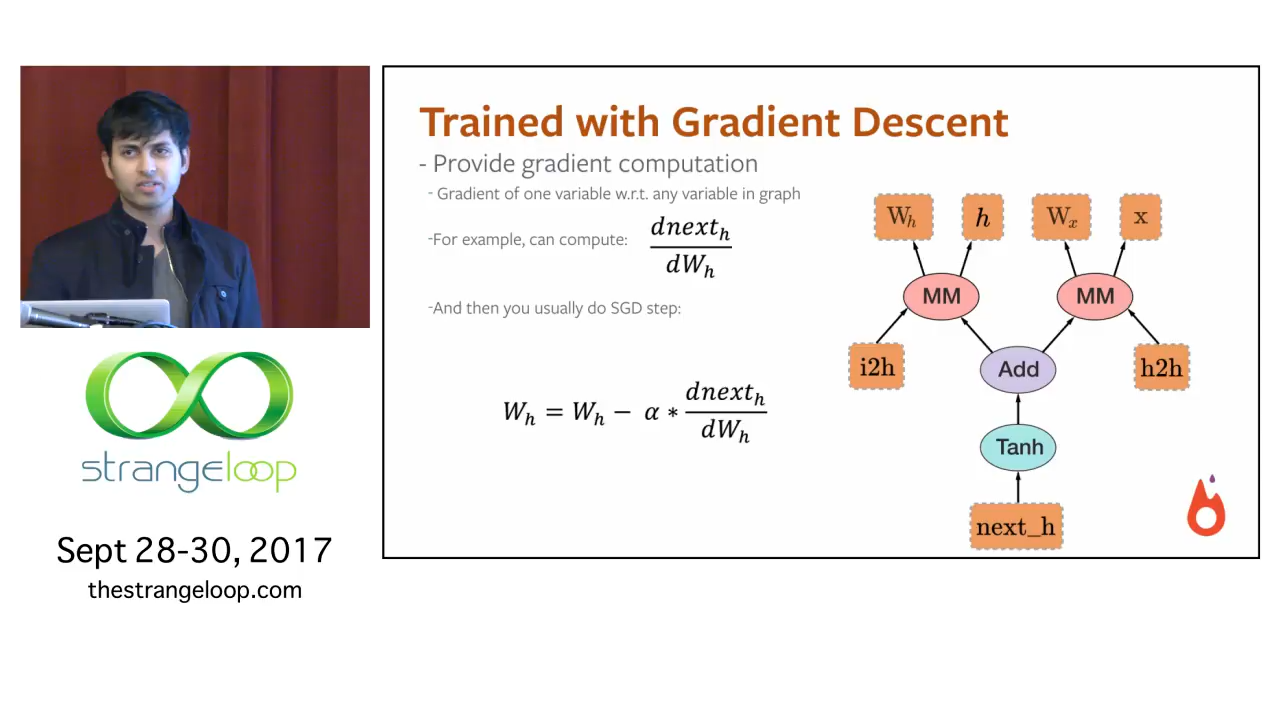 Trained with Gradient Descent
- Provide gradient computation
- Gradient of one variable w.r.t. any variable in graph
-For example, can compute: dnext_h / dW_h
-And then you usually do SGD step:
W_h = W_h − α * dnext_h / dW_h
W_h h W_x x
MM MM
i2h Add h2h
Tanh
next_h
strangeloop
Sept 28-30, 2017
thestrangeloop.com